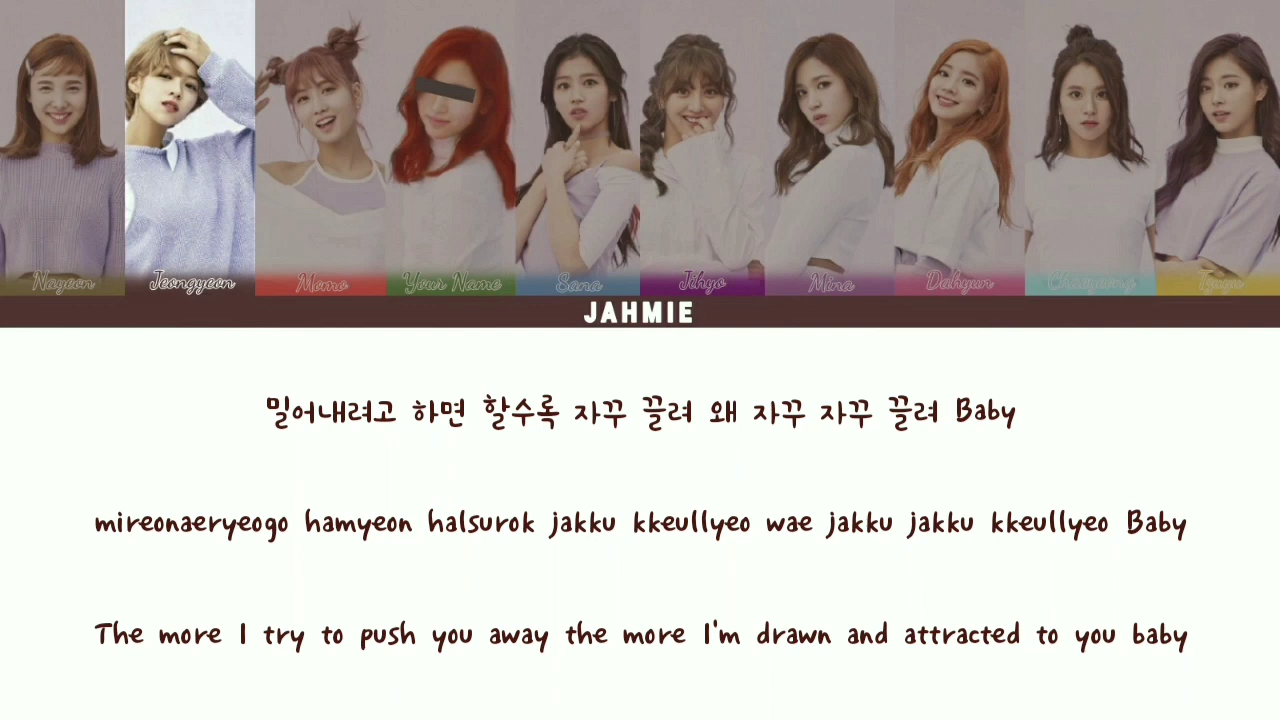 Nayeon
Jeongyeon
Momo
Your Name
Sana
Jihyo
Mina
Dahyun
Chaeyoung
Tzuyu
JAHMIE
밀어내려고 하면 할수록 자꾸 끌려 왜 자꾸 자꾸 끌려 Baby
mireonaeryeogo hamyeon halsurok jakku kkeullyeo wae jakku jakku kkeullyeo Baby
The more I try to push you away the more I'm drawn and attracted to you baby